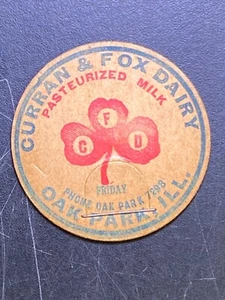 CURRAN & FOX DAIRY
PASTEURIZED MILK
F
C D
FRIDAY
PHONE OAK PARK
OAK PARK, ILL.